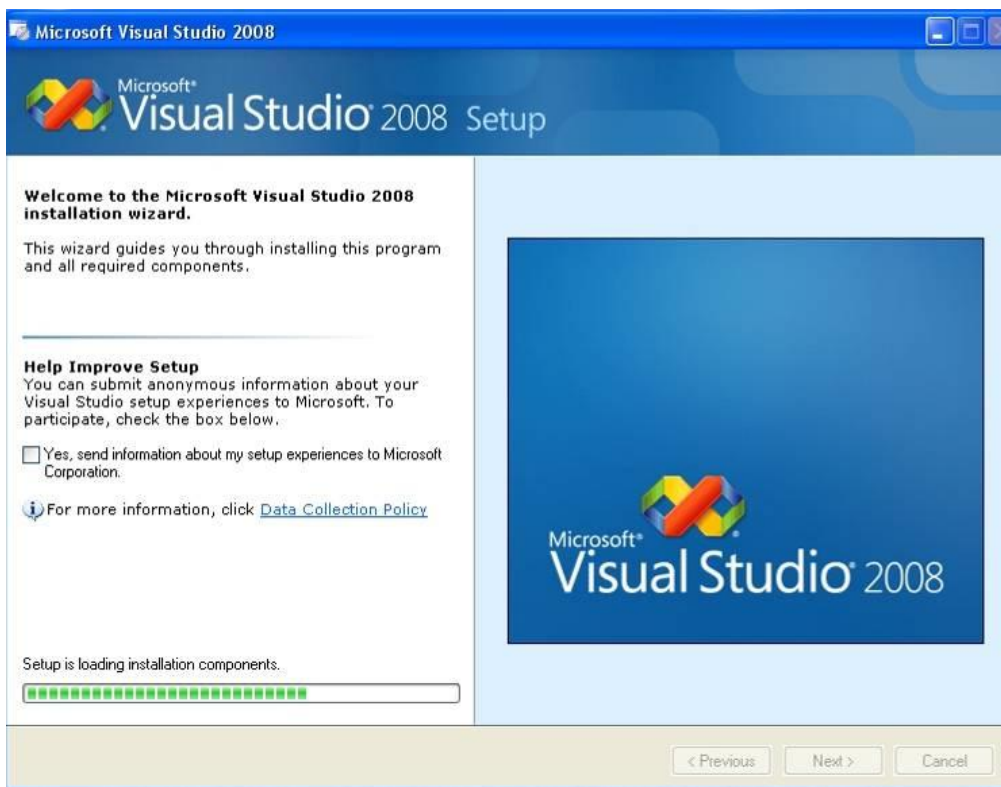 Microsoft Visual Studio 2008
Microsoft®
Visual Studio® 2008 Setup
Welcome to the Microsoft Visual Studio 2008
installation wizard.
This wizard guides you through installing this program
and all required components.
Help Improve Setup
You can submit anonymous information about your
Visual Studio setup experiences to Microsoft. To
participate, check the box below.
Yes, send information about my setup experiences to Microsoft
Corporation.
For more information, click Data Collection Policy
Setup is loading installation components.
Microsoft®
Visual Studio® 2008
< Previous
Next >
Cancel